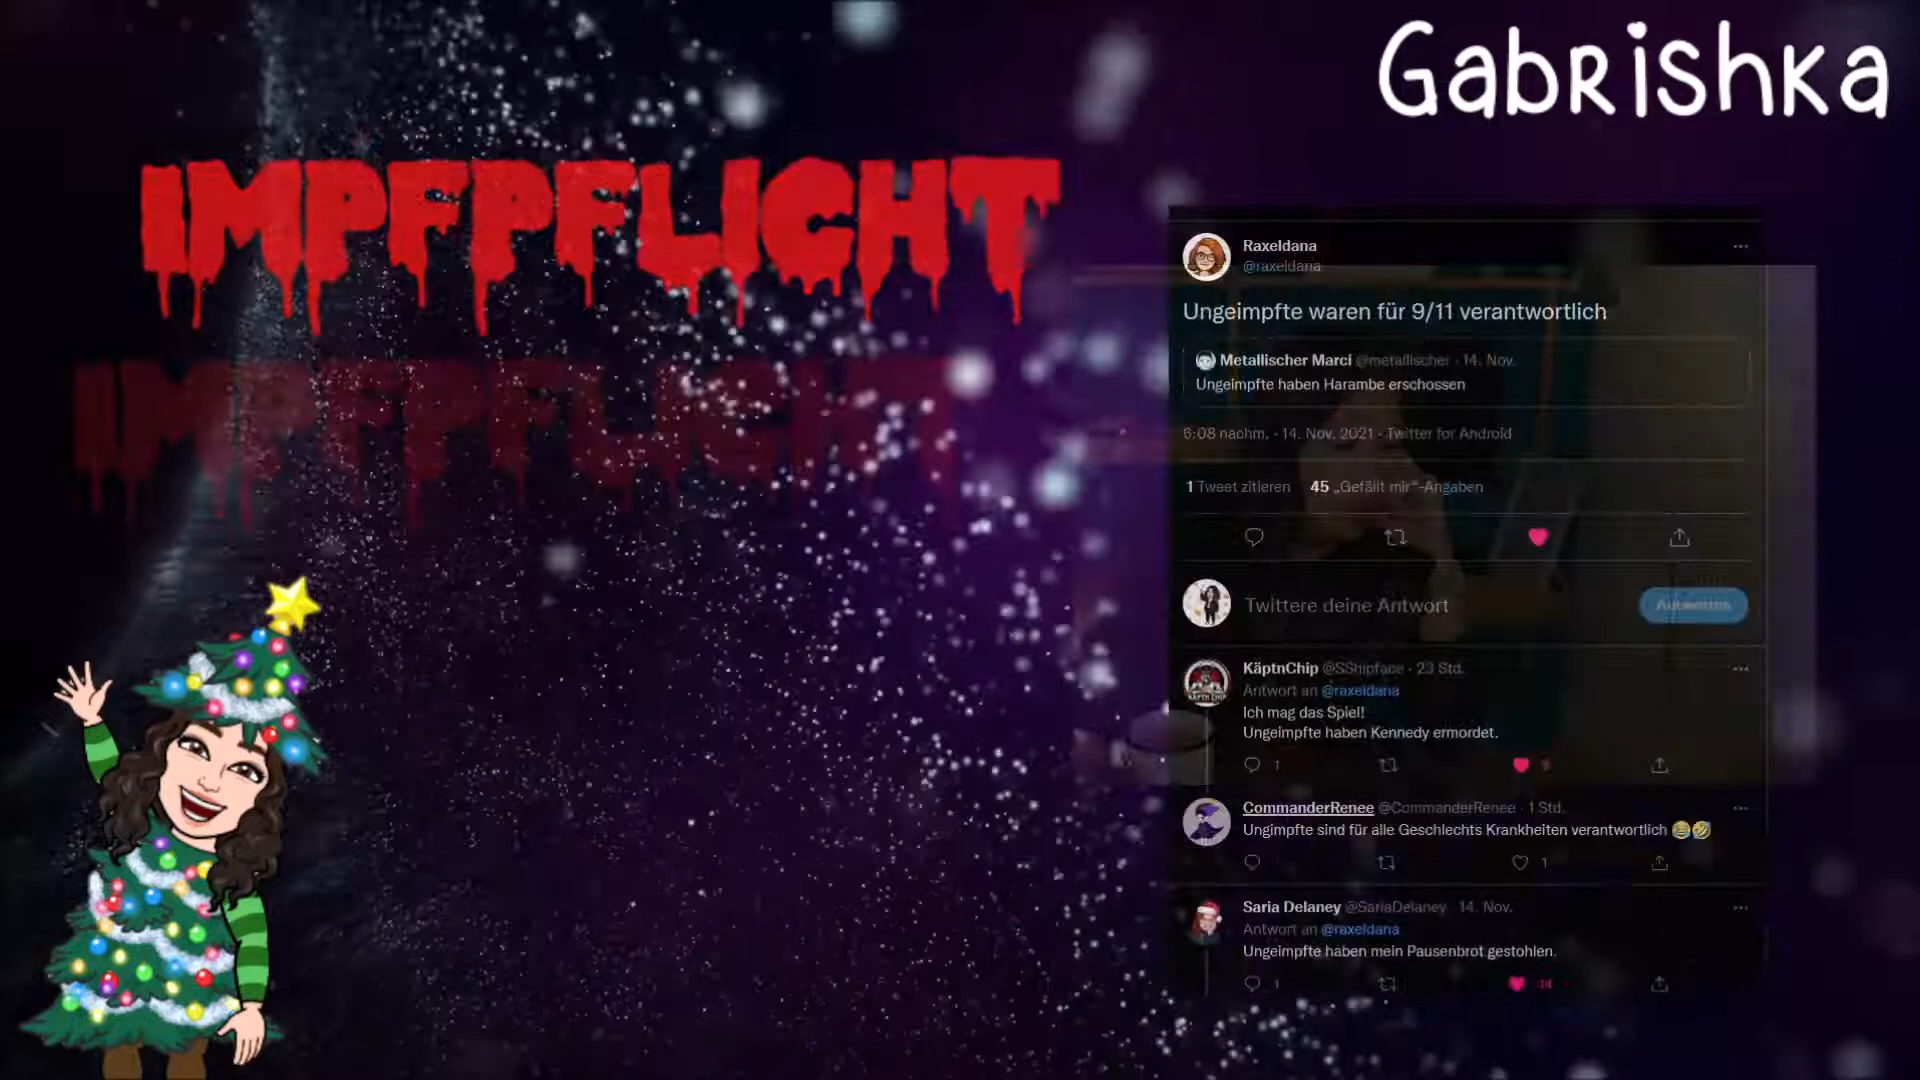 Gabrishka
IMPFPFLICHT
IMPFPFLICHT
Raxeldana
@raxeldana
Ungeimpfte waren für 9/11 verantwortlich
Metallischer Marci @metallischer · 14. Nov.
Ungeimpfte haben Harambe erschossen
6:08 nachm. · 14. Nov. 2021 · Twitter for Android
1 Tweet zitieren 45 „Gefällt mir“-Angaben
Twittere deine Antwort
Antworten
KäptnChip @SShipface · 23 Std.
Antwort an @raxeldana
Ich mag das Spiel!
Ungeimpfte haben Kennedy ermordet.
1
CommanderRenee @CommanderRenee · 1 Std.
Ungimpfte sind für alle Geschlechts Krankheiten verantwortlich 😂🤣
1
Saria Delaney @SariaDelaney · 14. Nov.
Antwort an @raxeldana
Ungeimpfte haben mein Pausenbrot gestohlen.
1